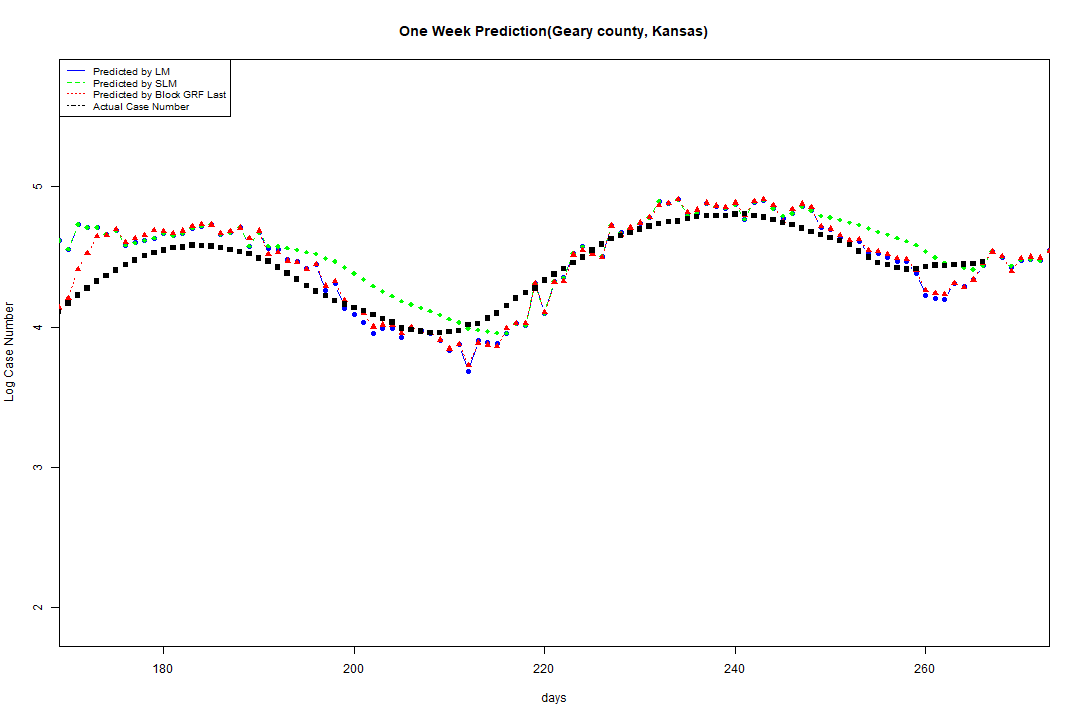 One Week Prediction(Geary county, Kansas)
Predicted by LM
Predicted by SLM
Predicted by Block GRF Last
Actual Case Number
5
4
3
2
Log Case Number
180 200 220 240 260
days